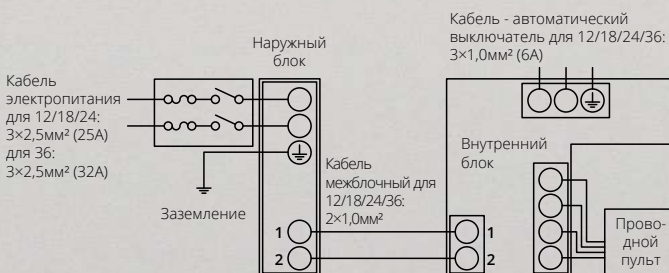 Кабель - автоматический
выключатель для 12/18/24/36:
3×1,0мм² (6А)
Наружный
блок
Кабель
электропитания
для 12/18/24:
3×2,5мм² (25А)
для 36:
3×2,5мм² (32А)
Заземление
Кабель
межблочный для
12/18/24/36:
2×1,0мм²
Внутренний
блок
1
2
1
2
Прово-
дной
пульт